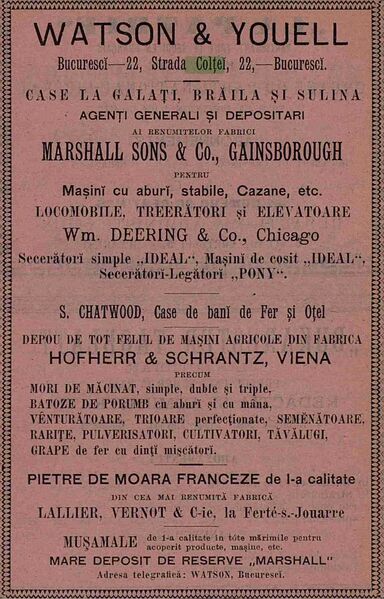 WATSON & YOUELL
Bucurescĭ—22, Strada Colței, 22,—Bucurescĭ.
CASE LA GALAȚI, BRĂILA ȘI SULINA
AGENȚI GENERALI ȘI DEPOSITARI
AI RENUMITELOR FABRICI
MARSHALL SONS & Co., GAINSBOROUGH
PENTRU
Mașinĭ cu aburĭ, stabile, Cazane, etc.
LOCOMOBILE, TREERĂTORI și ELEVATOARE
Wm. DEERING & Co., Chicago
Secerătorĭ simple „IDEAL", Mașinĭ de cosit „IDEAL",
Secerătorĭ-Legătorĭ „PONY".
S. CHATWOOD, Case de banĭ de Fer și Oțel
DEPOU DE TOT FELUL DE MAȘINI AGRICOLE DIN FABRICA
HOFHERR & SCHRANTZ, VIENA
PRECUM
MORI DE MĂCINAT, simple, duble și triple,
BATOZE DE PORUMB cu aburĭ și cu mâna,
VÊNTURĂTOARE, TRIOARE perfecționate, SEMĔNĂTOARE,
RARIȚE, PULVERISATORI, CULTIVATORI, TĂVĂLUGI,
GRAPE de fer cu dințĭ mișcătorĭ.
PIETRE DE MOARA FRANCEZE de I-a calitate
DIN CEA MAI RENUMITĂ FABRICĂ
LALLIER, VERNOT & C-ie, la Ferté-s.-Jouarre
MUȘAMALE de I-a calitate în tóte mărimile pentru
acoperit producte, mașine, etc.
MARE DEPOSIT DE RESERVE „MARSHALL"
Adresa telegrafică: WATSON, Bucurescĭ.